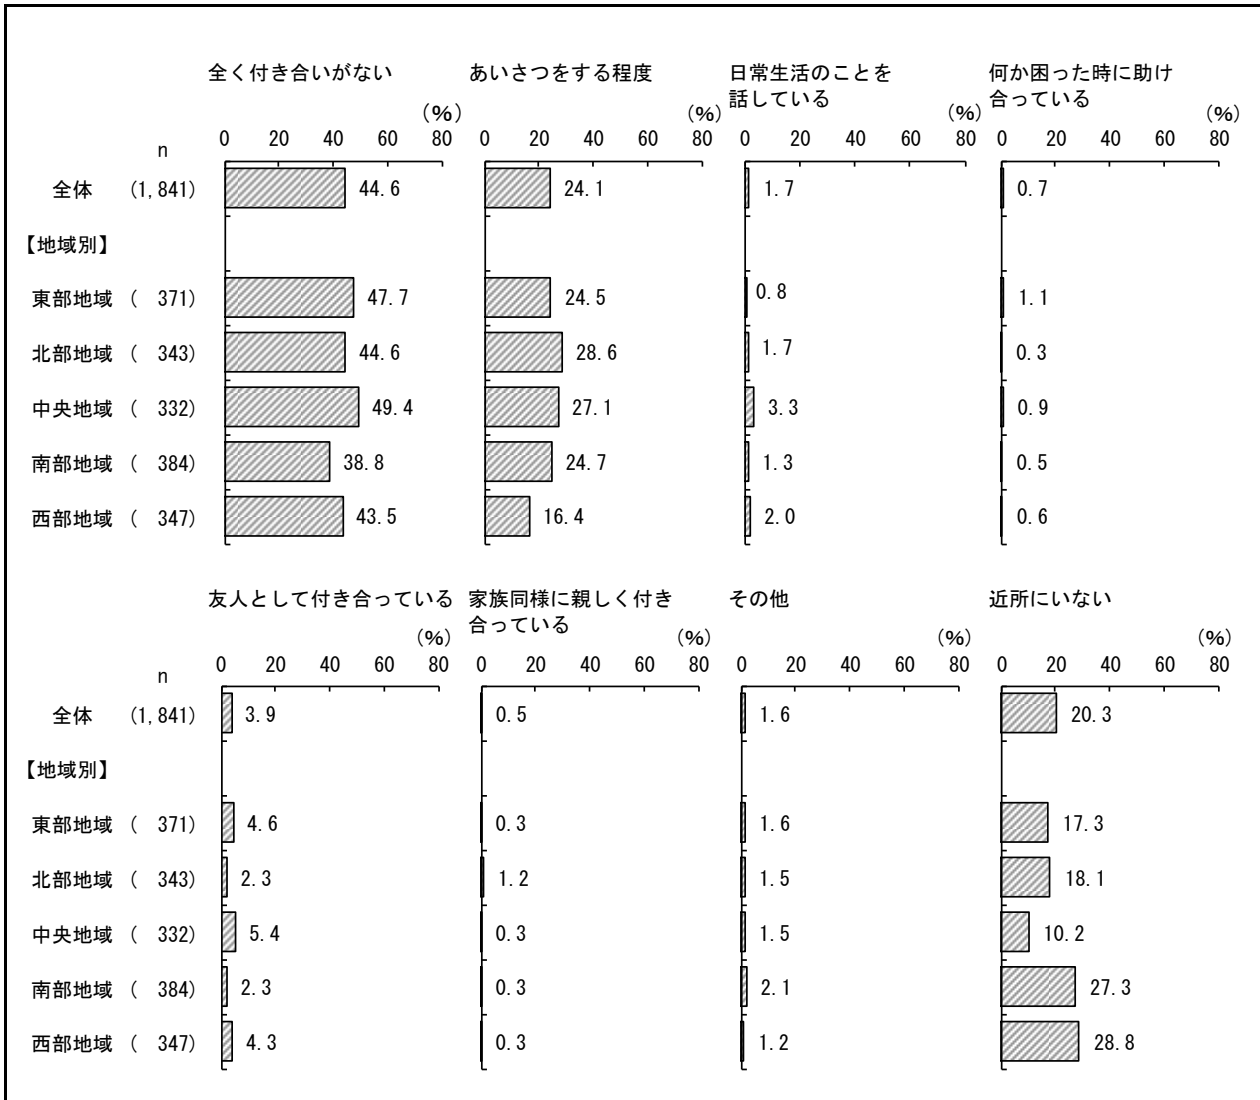 全く付き合いがない あいさつをする程度 日常生活のことを 何か困った時に助け
話している 合っている
(%) (%) (%) (%)
0 20 40 60 80 0 20 40 60 80 0 20 40 60 80 0 20 40 60 80
n
全体 (1,841) 44.6 24.1 1.7 0.7
【地域別】
東部地域 ( 371) 47.7 24.5 0.8 1.1
北部地域 ( 343) 44.6 28.6 1.7 0.3
中央地域 ( 332) 49.4 27.1 3.3 0.9
南部地域 ( 384) 38.8 24.7 1.3 0.5
西部地域 ( 347) 43.5 16.4 2.0 0.6
友人として付き合っている 家族同様に親しく付き その他 近所にいない
合っている
(%) (%) (%) (%)
0 20 40 60 80 0 20 40 60 80 0 20 40 60 80 0 20 40 60 80
n
全体 (1,841) 3.9 0.5 1.6 20.3
【地域別】
東部地域 ( 371) 4.6 0.3 1.6 17.3
北部地域 ( 343) 2.3 1.2 1.5 18.1
中央地域 ( 332) 5.4 0.3 1.5 10.2
南部地域 ( 384) 2.3 0.3 2.1 27.3
西部地域 ( 347) 4.3 0.3 1.2 28.8